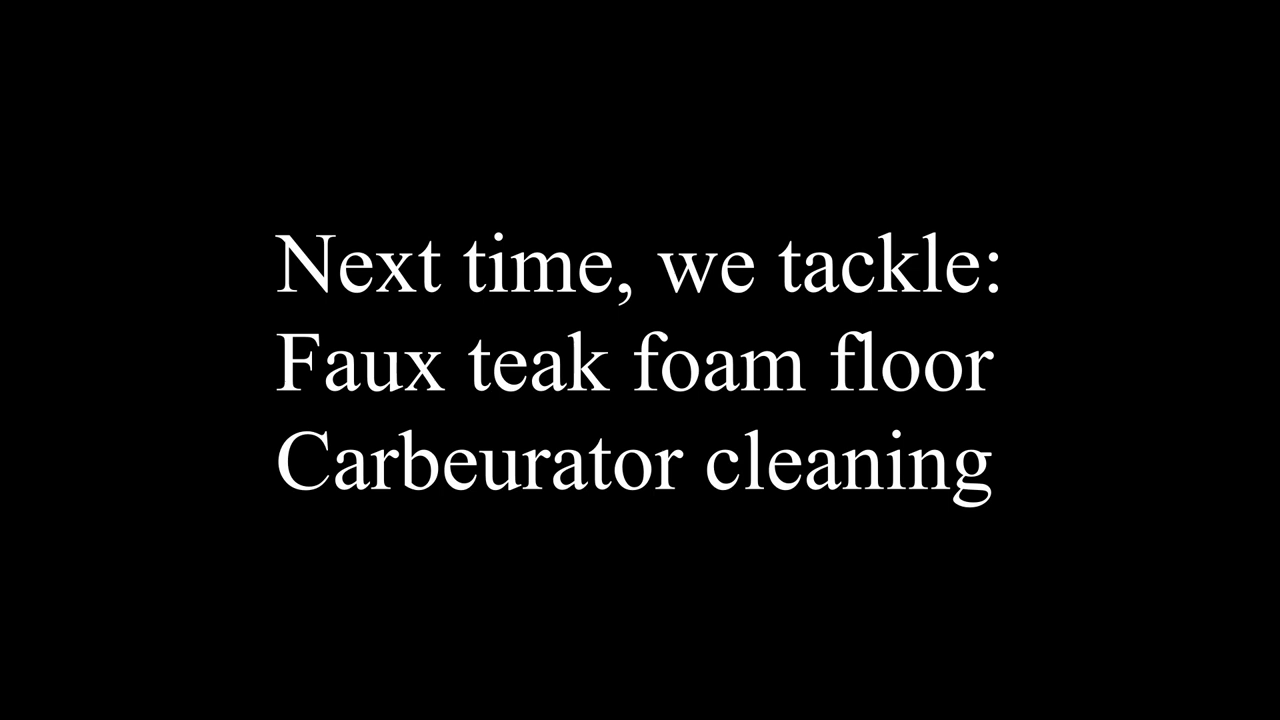 Next time, we tackle:
Faux teak foam floor
Carbeurator cleaning